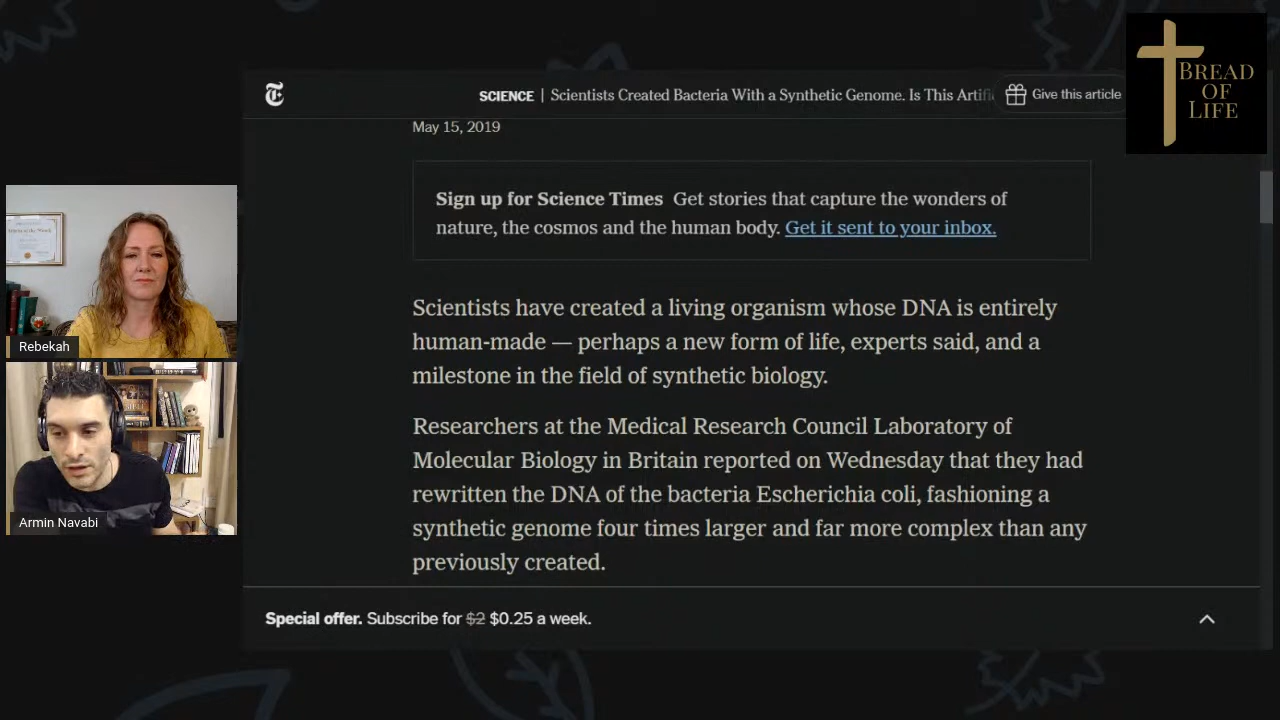 SCIENCE | Scientists Created Bacteria With a Synthetic Genome. Is This Artifi
Give this article
BREAD
OF
LIFE
May 15, 2019
Sign up for Science Times Get stories that capture the wonders of
nature, the cosmos and the human body. Get it sent to your inbox.
Scientists have created a living organism whose DNA is entirely
human-made — perhaps a new form of life, experts said, and a
milestone in the field of synthetic biology.
Researchers at the Medical Research Council Laboratory of
Molecular Biology in Britain reported on Wednesday that they had
rewritten the DNA of the bacteria Escherichia coli, fashioning a
synthetic genome four times larger and far more complex than any
previously created.
Special offer. Subscribe for $2 $0.25 a week.
Rebekah
Armin Navabi